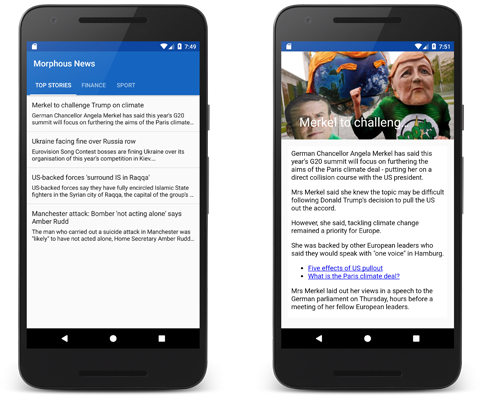 7:49
Morphous News
TOP STORIES
FINANCE
SPORT
Merkel to challenge Trump on climate
German Chancellor Angela Merkel has said this year's G20
summit will focus on furthering the aims of the Paris climate…
Ukraine facing fine over Russia row
Eurovision Song Contest bosses are fining Ukraine over its
organisation of this year's competition in Kiev....
US-backed forces 'surround IS in Raqqa'
US-backed forces say they have fully encircled Islamic State
fighters in the Syrian city of Raqqa, the capital of the group's ...
Manchester attack: Bomber 'not acting alone' says
Amber Rudd
The man who carried out a suicide attack in Manchester was
"likely" to have not acted alone, Home Secretary Amber Rudd...
7:51
Merkel to challeng...
German Chancellor Angela Merkel has said this
year's G20 summit will focus on furthering the
aims of the Paris climate deal - putting her on a
direct collision course with the US president.
Mrs Merkel said she knew the topic may be difficult
following Donald Trump's decision to pull the US
out the accord.
However, she said, tackling climate change
remained a priority for Europe.
She was backed by other European leaders who
said they would speak with "one voice" in Hamburg.
• Five effects of US pullout
• What is the Paris climate deal?
Mrs Merkel laid out her views in a speech to the
German parliament on Thursday, hours before a
meeting of her fellow European leaders.